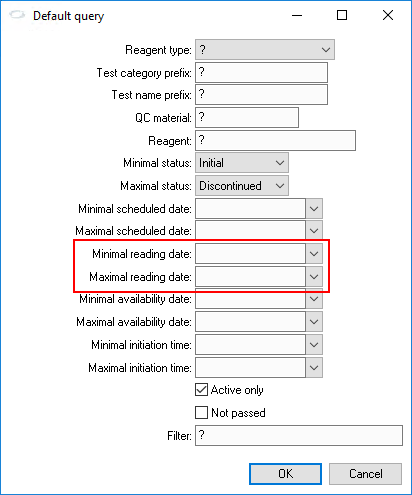 Default query
Reagent type: ?
Test category prefix: ?
Test name prefix: ?
QC material: ?
Reagent: ?
Minimal status: Initial
Maximal status: Discontinued
Minimal scheduled date:
Maximal scheduled date:
Minimal reading date:
Maximal reading date:
Minimal availability date:
Maximal availability date:
Minimal initiation time:
Maximal initiation time:
Active only
Not passed
Filter: ?
OK Cancel